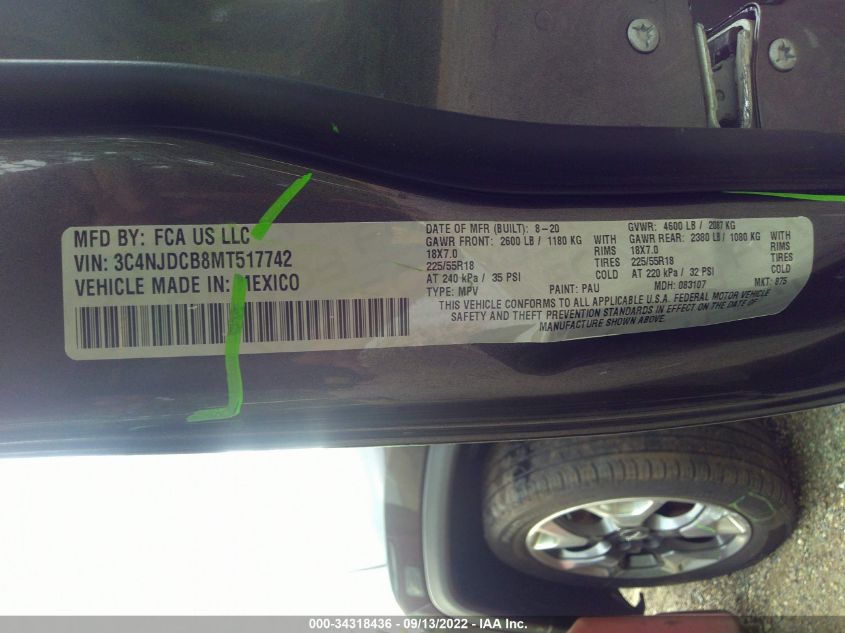 MFD BY: FCA US LLC
VIN: 3C4NJDCB8MT517742
VEHICLE MADE IN: MEXICO
DATE OF MFR (BUILT): 8-20
GVWR: 4600 LB / 2087 KG
GAWR FRONT: 2600 LB / 1180 KG WITH GAWR REAR: 2380 LB / 1080 KG WITH
18X7.0 RIMS 18X7.0 RIMS
225/55R18 TIRES 225/55R18 TIRES
AT 240 kPa / 35 PSI COLD AT 220 kPa / 32 PSI COLD
TYPE: MPV PAINT: PAU MDH: 083107 MKT: 875
THIS VEHICLE CONFORMS TO ALL APPLICABLE U.S.A. FEDERAL MOTOR VEHICLE
SAFETY AND THEFT PREVENTION STANDARDS IN EFFECT ON THE DATE OF
MANUFACTURE SHOWN ABOVE.
000-34318436 - 09/13/2022 - IAA Inc.